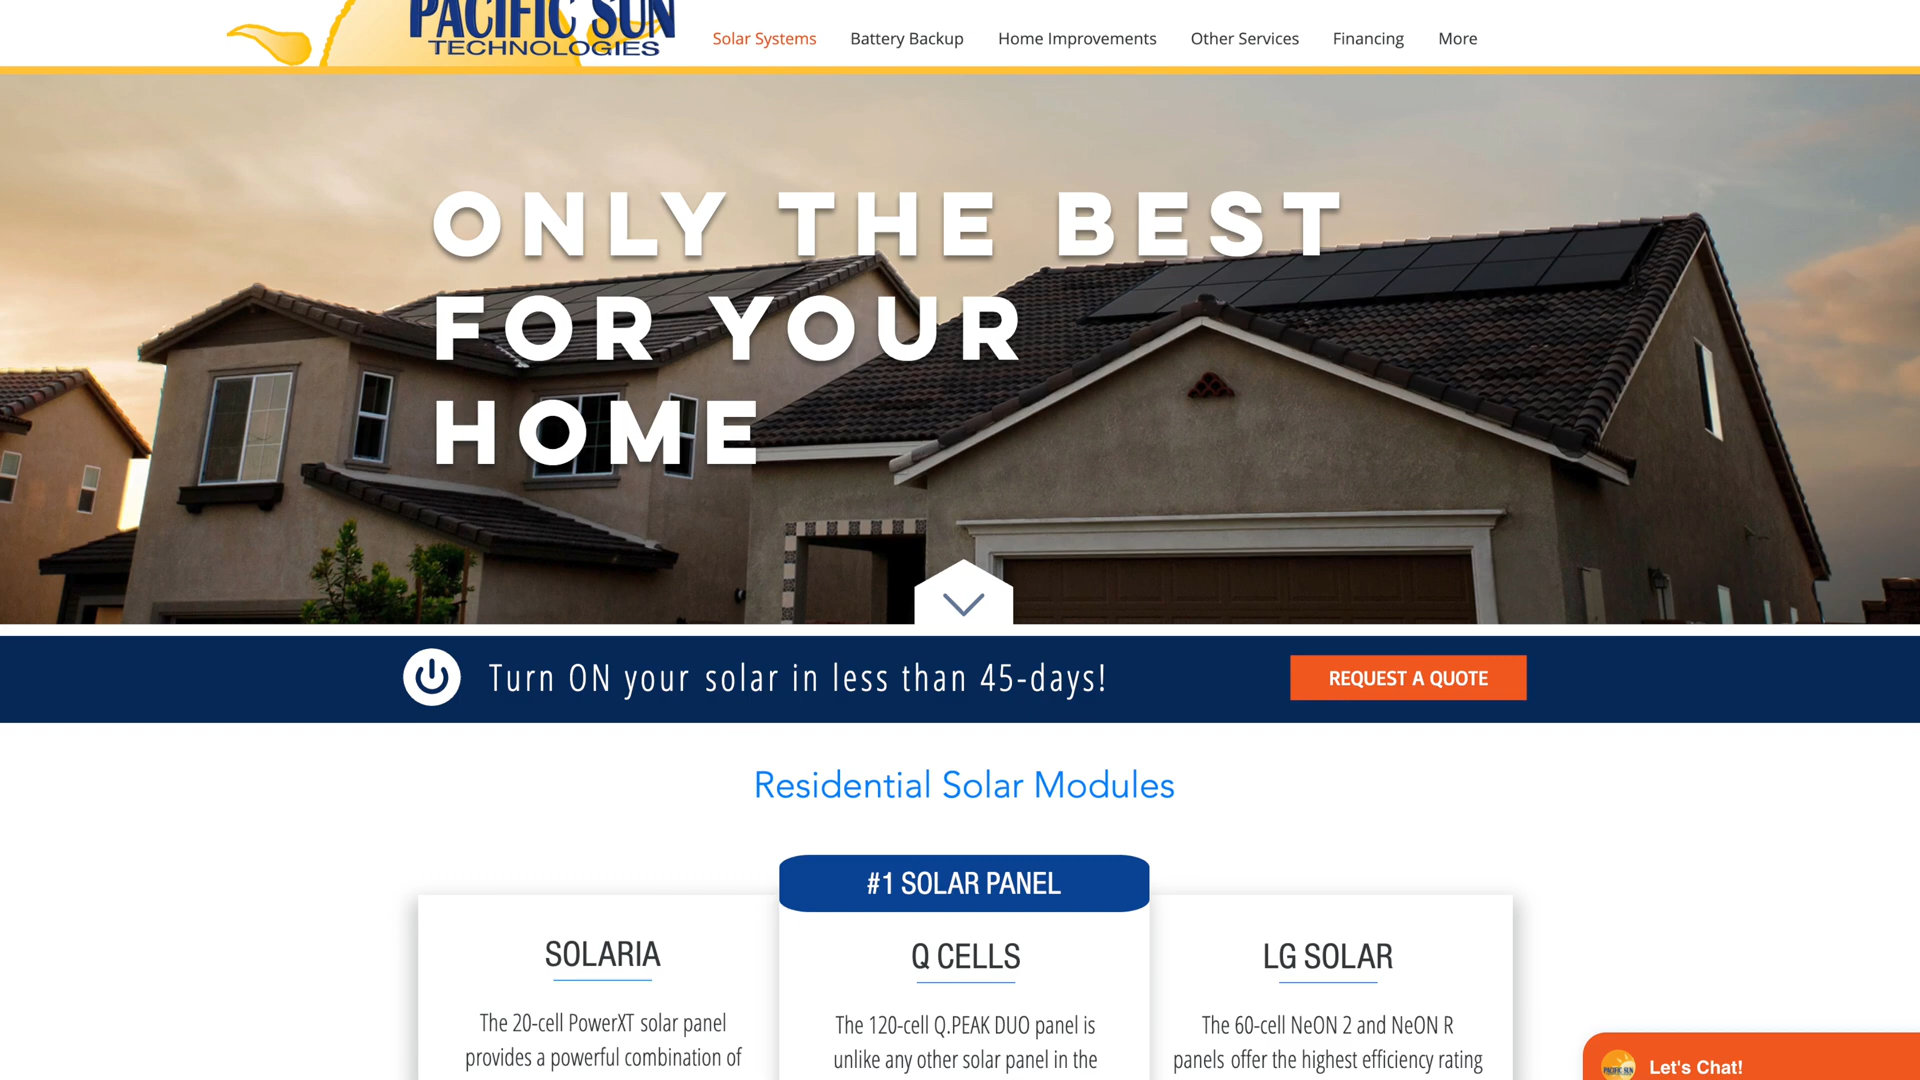 PACIFIC SUN
TECHNOLOGIES
Solar Systems
Battery Backup
Home Improvements
Other Services
Financing
More
ONLY THE BEST
FOR YOUR
HOME
Turn ON your solar in less than 45-days!
REQUEST A QUOTE
Residential Solar Modules
#1 SOLAR PANEL
SOLARIA
The 20-cell PowerXT solar panel
provides a powerful combination of
Q CELLS
The 120-cell Q.PEAK DUO panel is
unlike any other solar panel in the
LG SOLAR
The 60-cell NeON 2 and NeON R
panels offer the highest efficiency rating
PACIFIC SUN
Let's Chat!